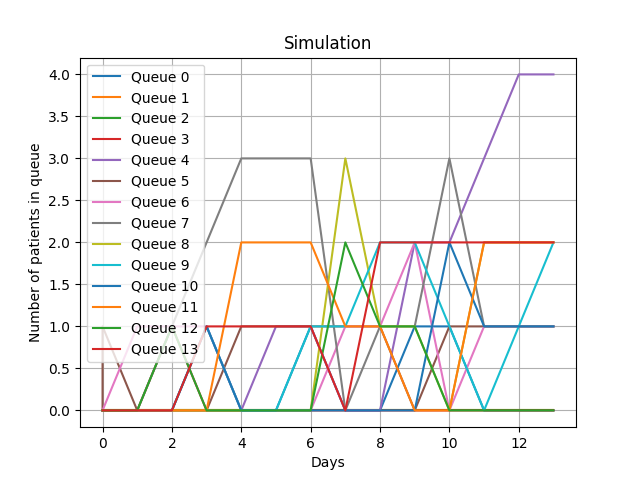 Simulation
4.0
3.5
3.0
2.5
2.0
1.5
1.0
0.5
0.0
Number of patients in queue
Queue 0
Queue 1
Queue 2
Queue 3
Queue 4
Queue 5
Queue 6
Queue 7
Queue 8
Queue 9
Queue 10
Queue 11
Queue 12
Queue 13
0 2 4 6 8 10 12
Days